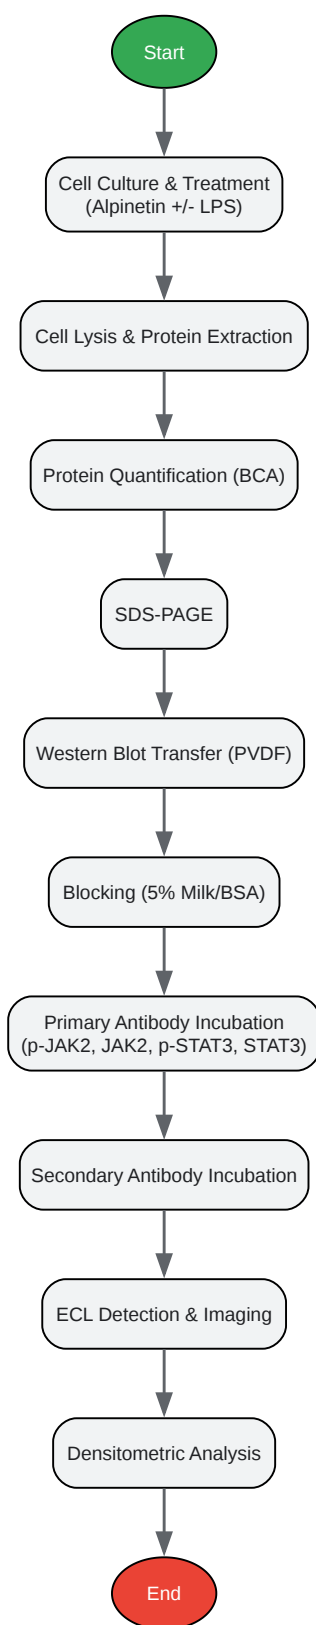 Start
Cell Culture & Treatment
(Alpinetin +/- LPS)
Cell Lysis & Protein Extraction
Protein Quantification (BCA)
SDS-PAGE
Western Blot Transfer (PVDF)
Blocking (5% Milk/BSA)
Primary Antibody Incubation
(p-JAK2, JAK2, p-STAT3, STAT3)
Secondary Antibody Incubation
ECL Detection & Imaging
Densitometric Analysis
End